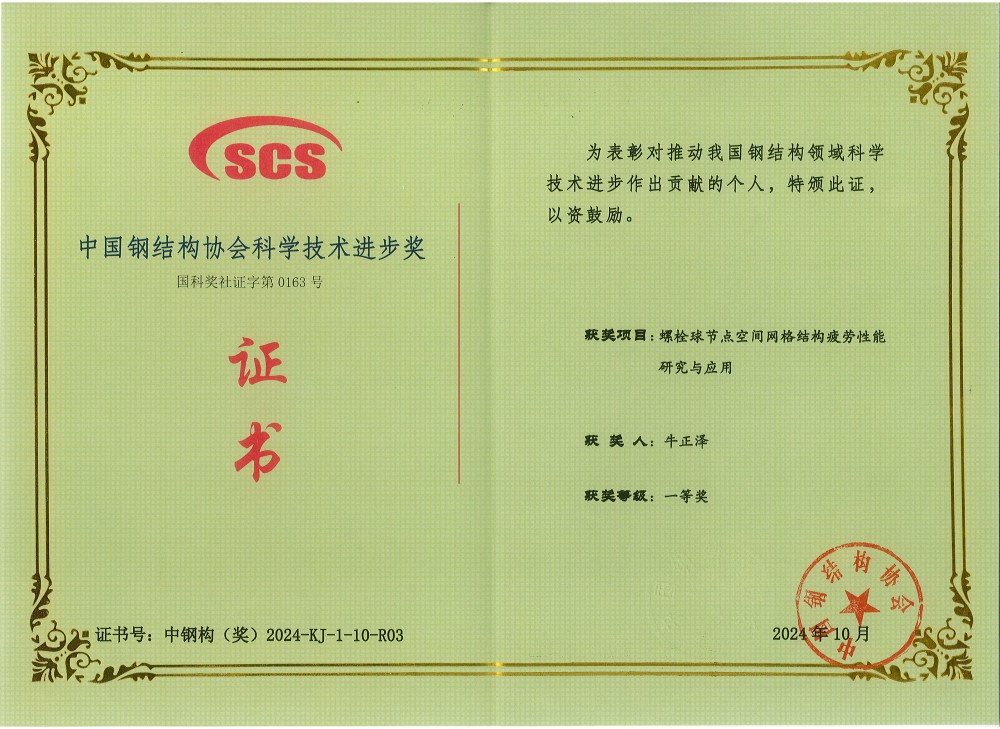 SCS
中国钢结构协会科学技术进步奖
国科奖社证字第0163号
证
书
证书号：中钢构（奖）2024-KJ-1-10-R03
为表彰对推动我国钢结构领域科学
技术进步作出贡献的个人，特颁此证，
以资鼓励。
获奖项目：螺栓球节点空间网格结构疲劳性能
研究与应用
获 奖 人：牛正泽
获奖等级：一等奖
中国钢结构协会
2024年10月